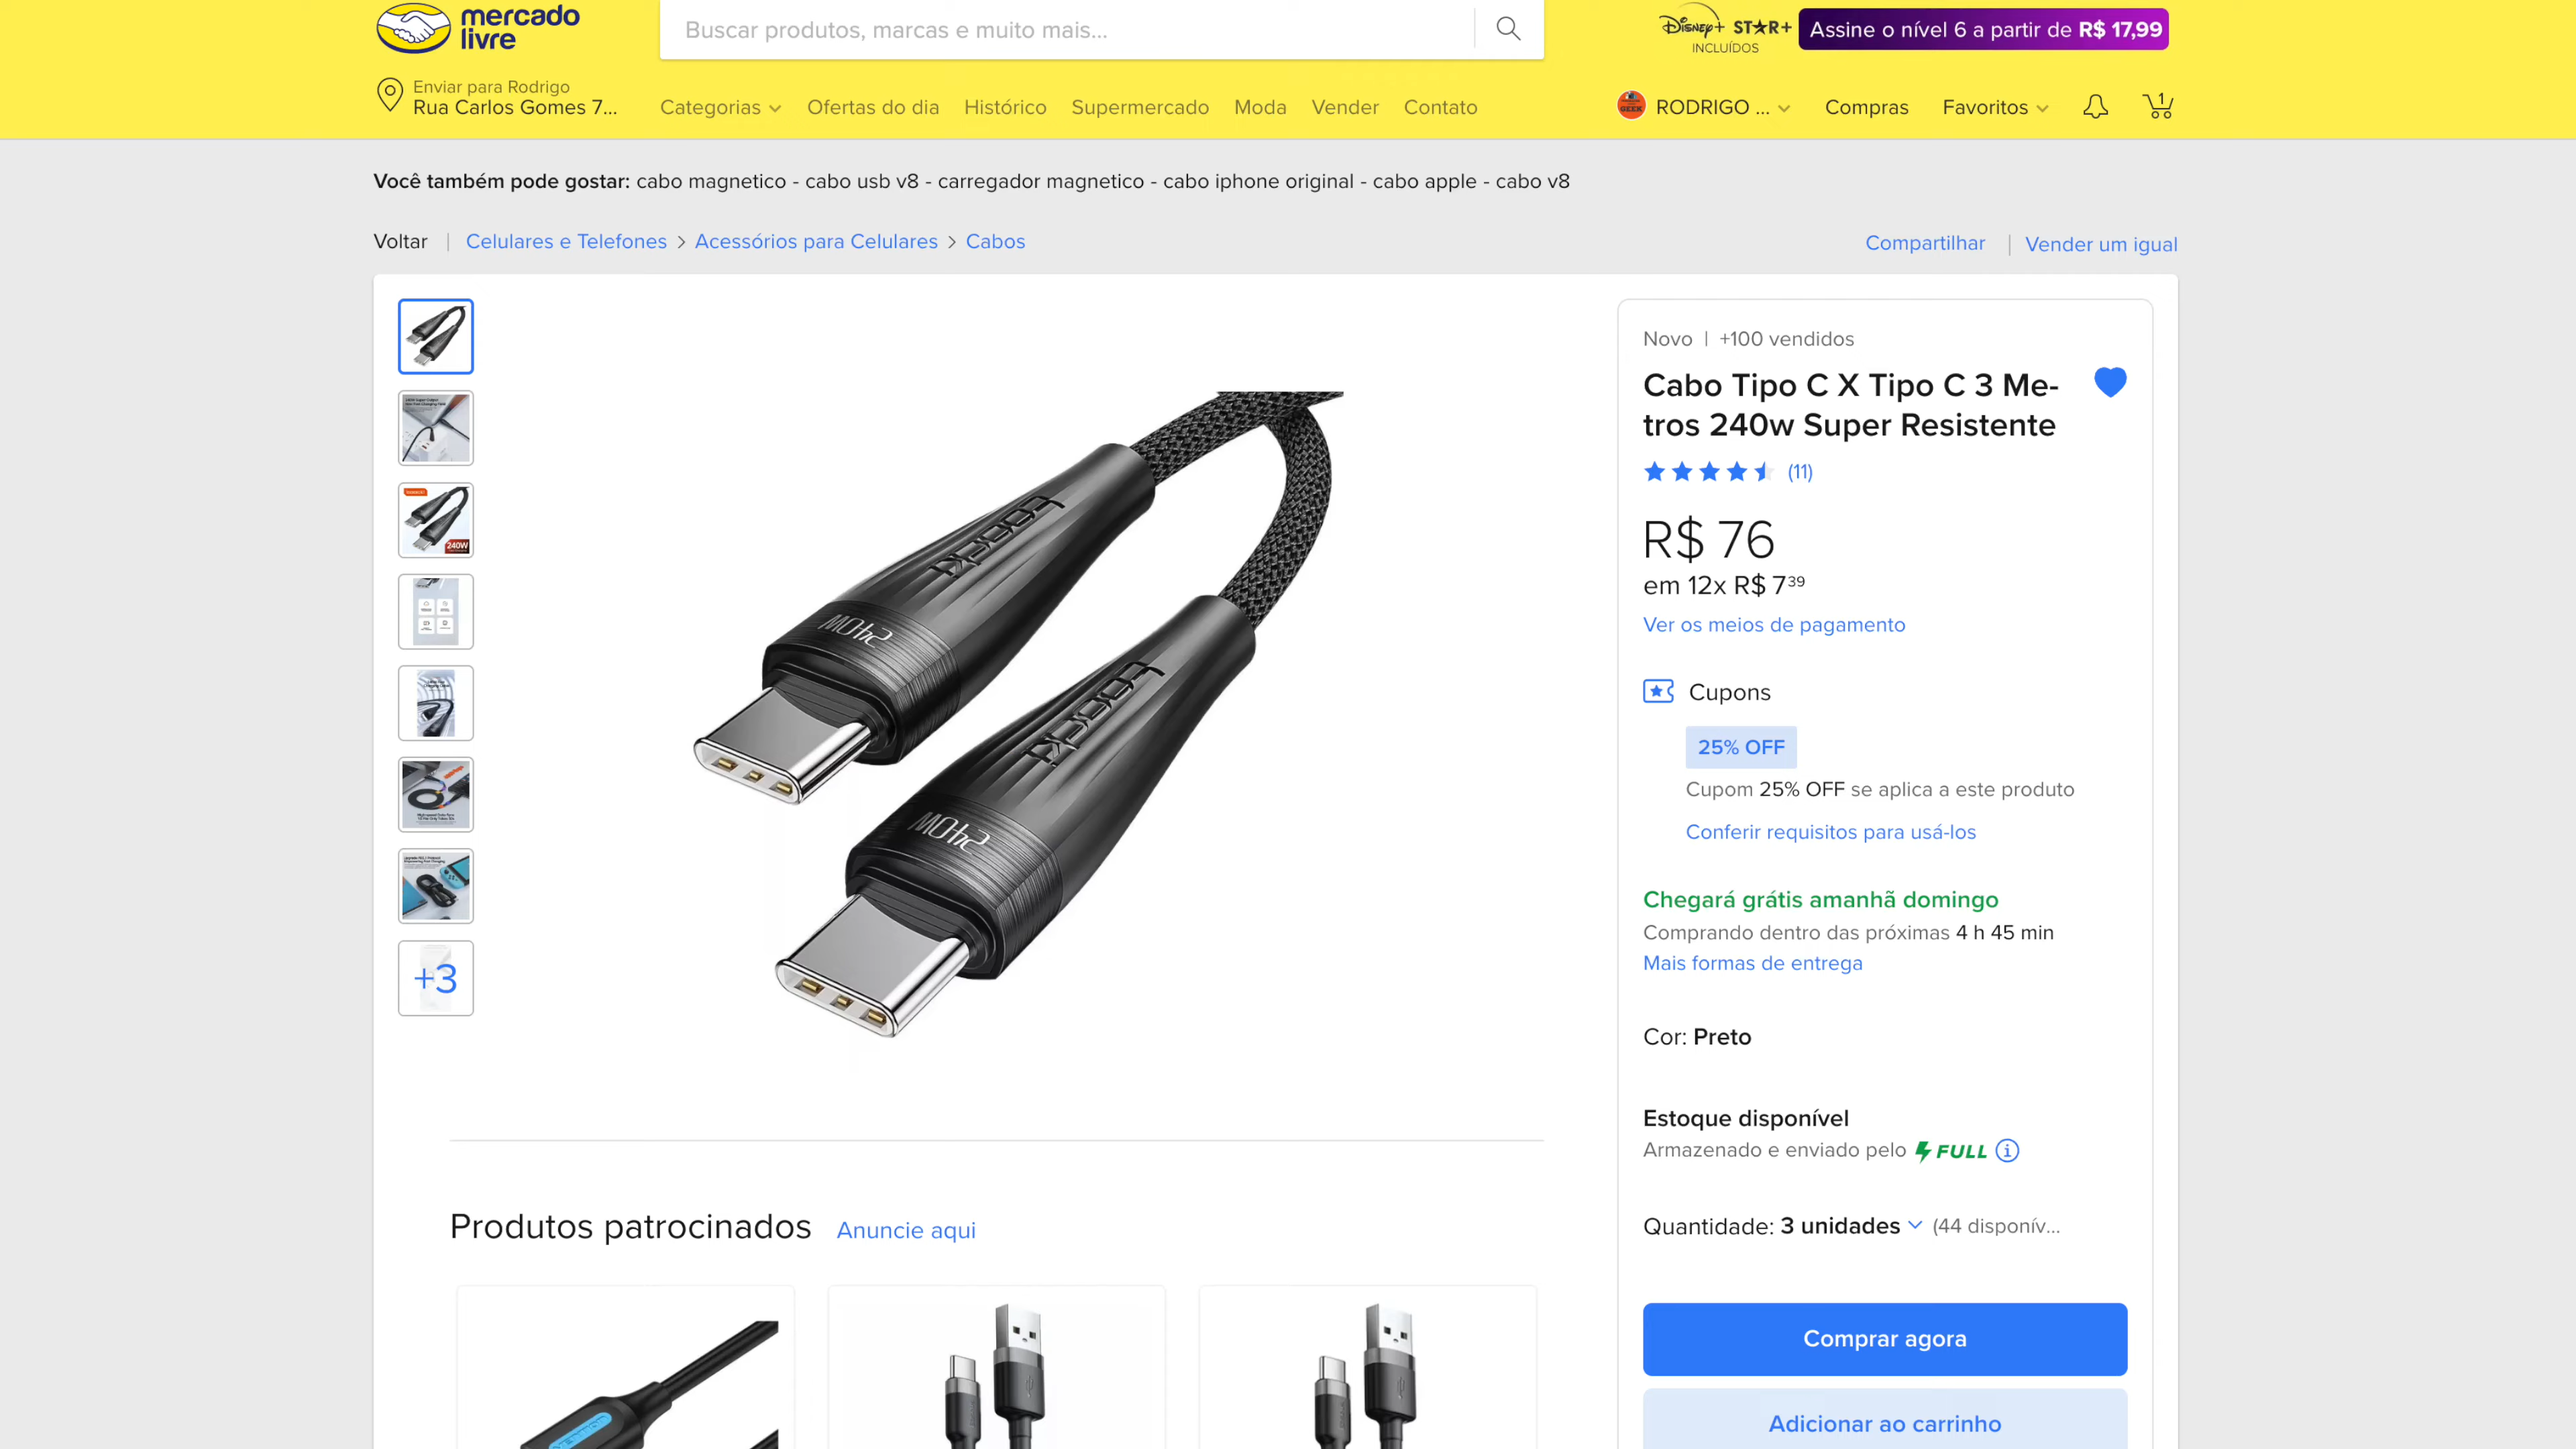 mercado
livre
Buscar produtos, marcas e muito mais...
Disney+ STAR+
INCLUÍDOS
Assine o nível 6 a partir de R$ 17,99
Enviar para Rodrigo
Rua Carlos Gomes 7...
Categorias
Ofertas do dia
Histórico
Supermercado
Moda
Vender
Contato
RODRIGO ...
Compras
Favoritos
1
Você também pode gostar: cabo magnetico - cabo usb v8 - carregador magnetico - cabo iphone original - cabo apple - cabo v8
Voltar | Celulares e Telefones > Acessórios para Celulares > Cabos
Compartilhar | Vender um igual
240W
+3
240W
240W
Novo | +100 vendidos
Cabo Tipo C X Tipo C 3 Me-
tros 240w Super Resistente
(11)
R$ 76
em 12x R$ 7 39
Ver os meios de pagamento
Cupons
25% OFF
Cupom 25% OFF se aplica a este produto
Conferir requisitos para usá-los
Chegará grátis amanhã domingo
Comprando dentro das próximas 4 h 45 min
Mais formas de entrega
Cor: Preto
Estoque disponível
Armazenado e enviado pelo FULL
Quantidade: 3 unidades (44 disponív...
Comprar agora
Adicionar ao carrinho
Produtos patrocinados
Anuncie aqui